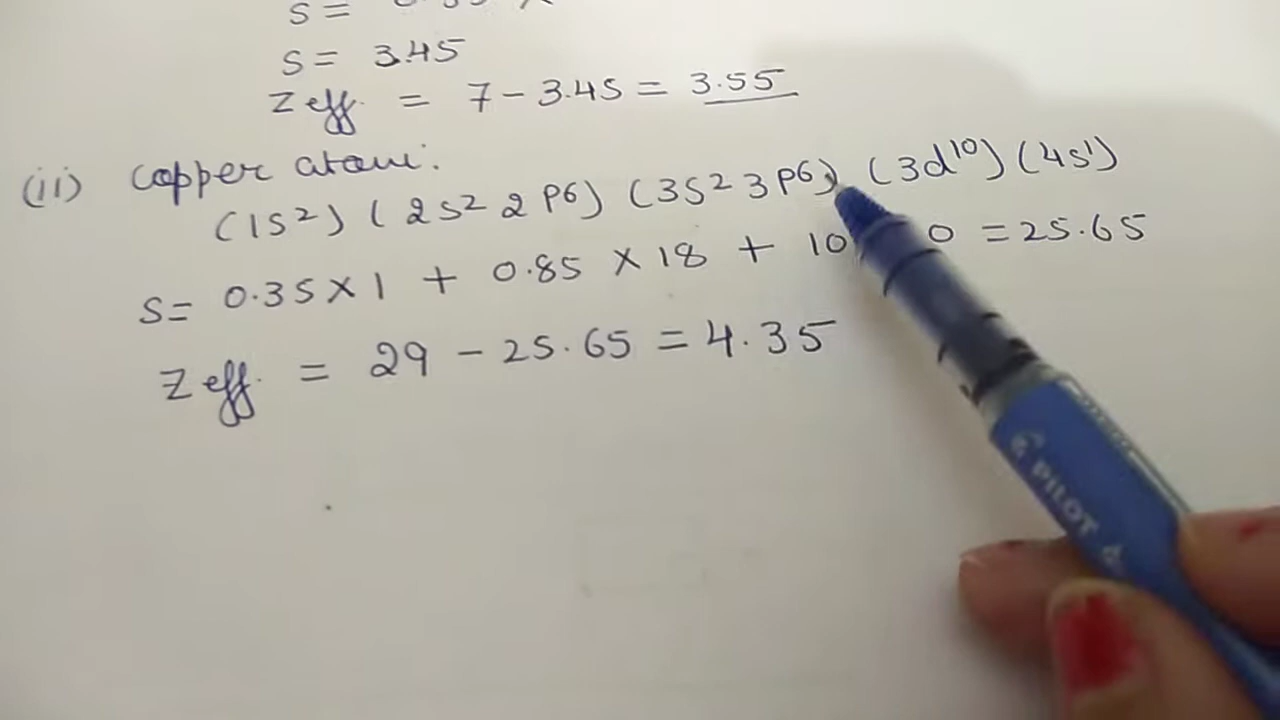 S =
S = 3.45
Zeff. = 7 - 3.45 = 3.55
(ii) Copper atom:
(1S²) (2S² 2P6) (3S² 3P6) (3d¹⁰) (4S¹)
S = 0.35 X 1 + 0.85 X 18 + 10 0 = 25.65
Zeff. = 29 - 25.65 = 4.35
PILOT